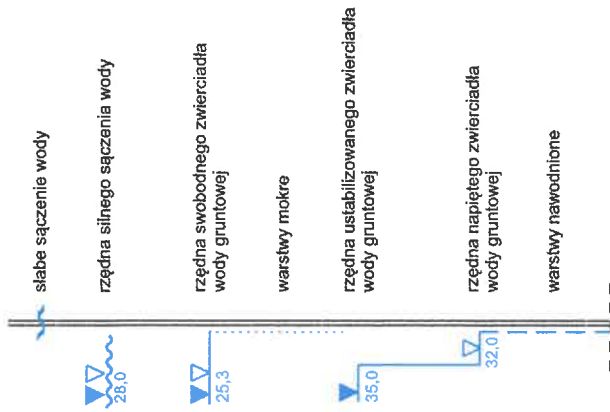 słabe sączenie wody
rzędna silnego sączenia wody
28,0
rzędna swobodnego zwierciadła
wody gruntowej
25,3
warstwy mokre
rzędna ustabilizowanego zwierciadła
wody gruntowej
35,0
rzędna napiętego zwierciadła
wody gruntowej
32,0
warstwy nawodnione